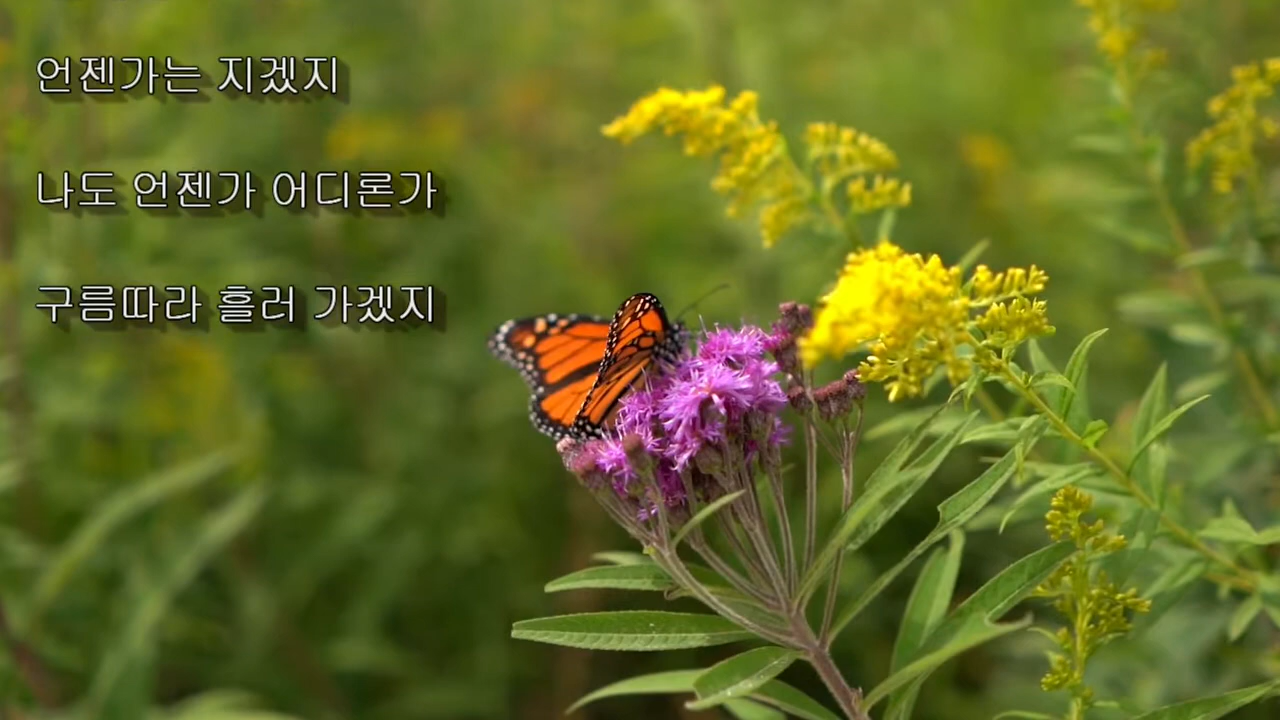 언젠가는 지겠지
나도 언젠가 어디론가
구름따라 흘러 가겠지